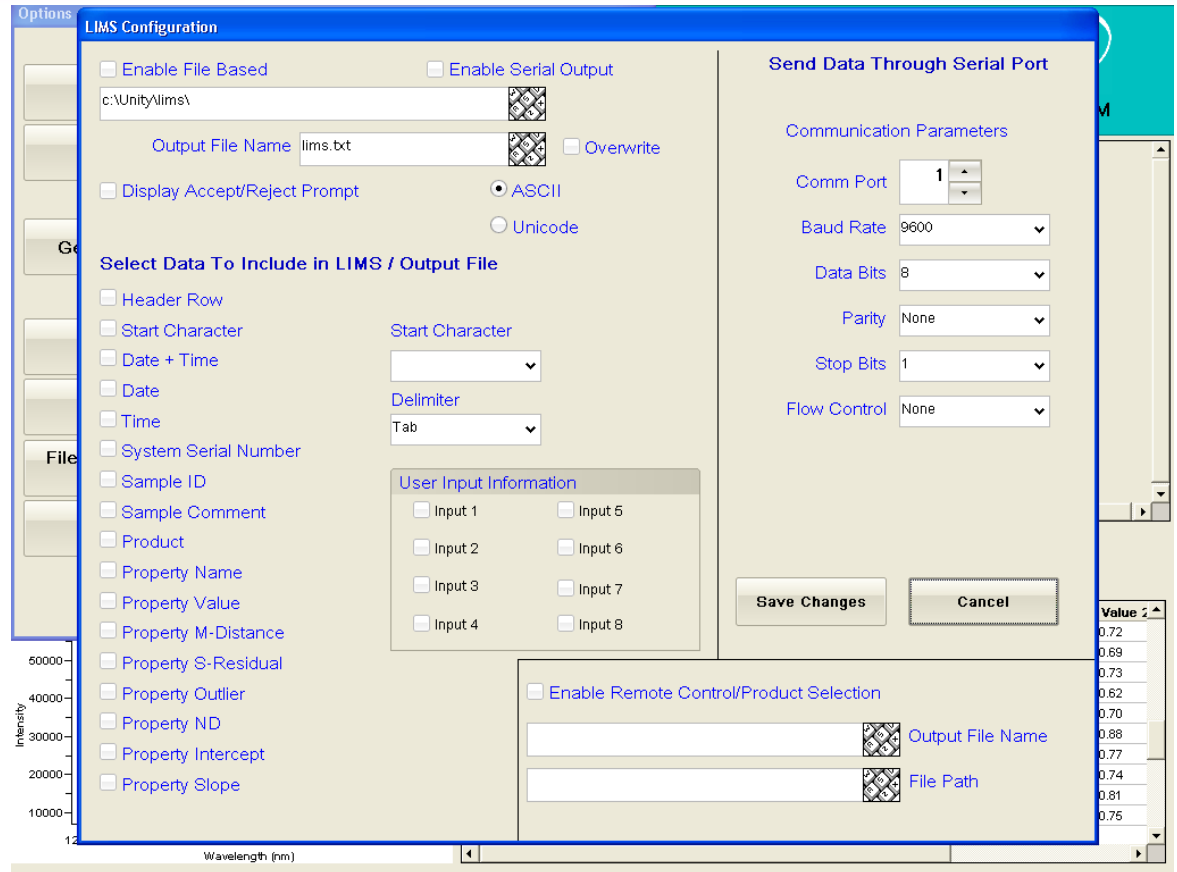 Options
LIMS Configuration
Enable File Based
Enable Serial Output
c:\Unity\lims\
Output File Name
lims.txt
Overwrite
Display Accept/Reject Prompt
ASCII
Unicode
Select Data To Include in LIMS / Output File
Header Row
Start Character
Date + Time
Date
Time
System Serial Number
Sample ID
Sample Comment
Product
Property Name
Property Value
Property M-Distance
Property S-Residual
Property Outlier
Property ND
Property Intercept
Property Slope
Start Character
Delimiter
Tab
User Input Information
Input 1
Input 5
Input 2
Input 6
Input 3
Input 7
Input 4
Input 8
Send Data Through Serial Port
Communication Parameters
Comm Port
1
Baud Rate
9600
Data Bits
8
Parity
None
Stop Bits
1
Flow Control
None
Save Changes
Cancel
Enable Remote Control/Product Selection
Output File Name
File Path
File
M
Value
0.72
0.69
0.73
0.62
0.70
0.88
0.77
0.74
0.81
0.75
50000
40000
30000
20000
10000
Intensity
12
Wavelength (nm)